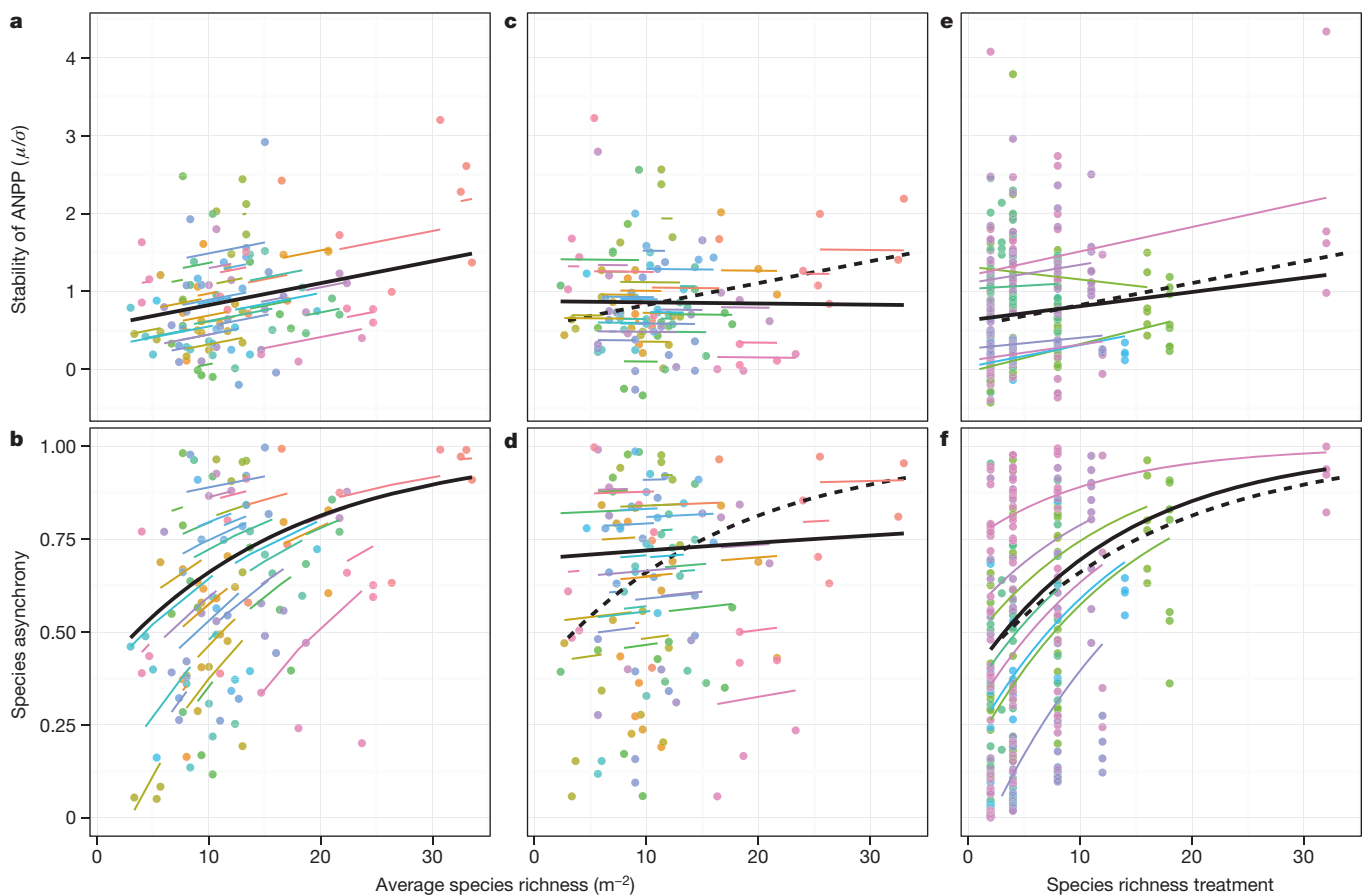 a
c
e
4
3
2
1
0
Stability of ANPP (μ/σ)
b
d
f
1.00
0.75
0.50
0.25
0
Species asynchrony
0 10 20 30 0 10 20 30 0 10 20 30
Average species richness (m⁻²) Species richness treatment